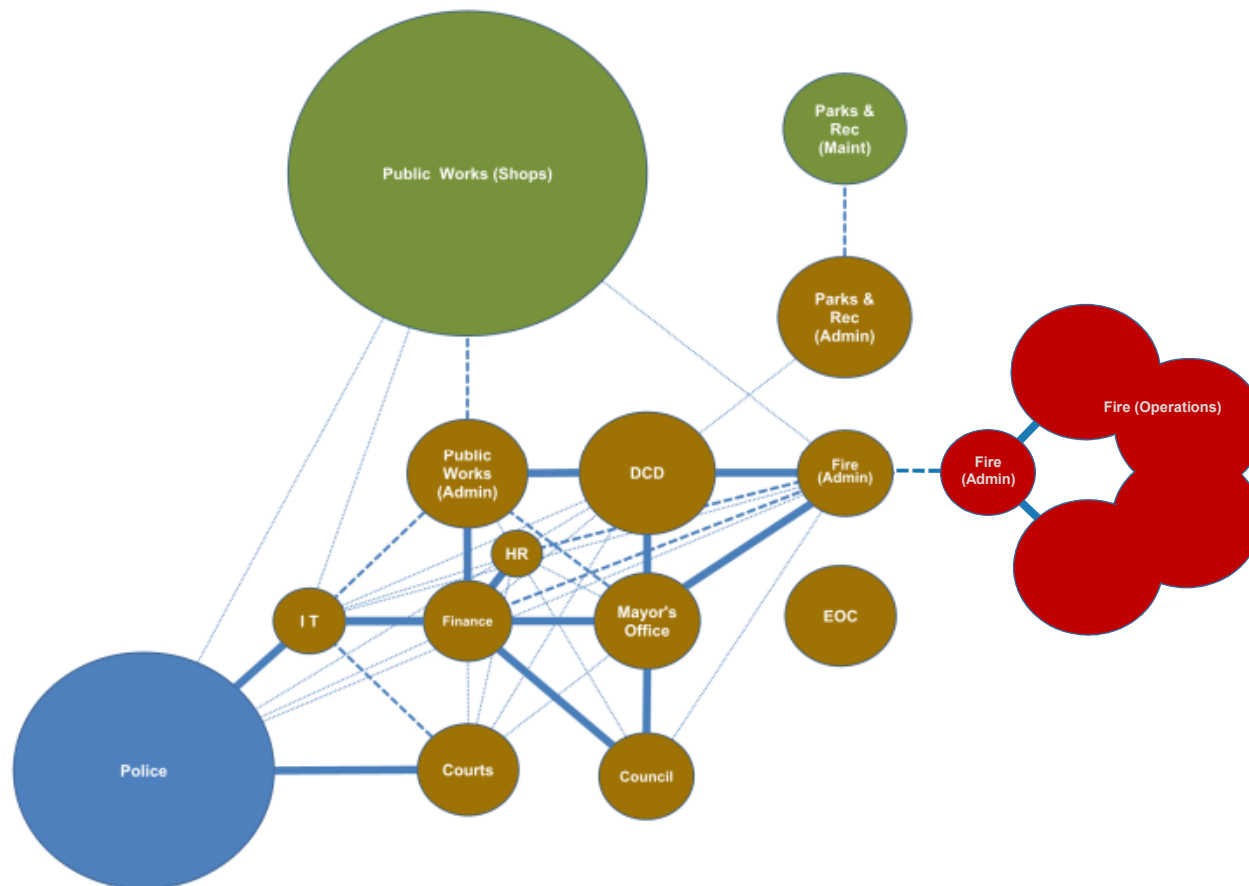 Parks &
Rec
(Maint)
Public Works (Shops)
Parks &
Rec
(Admin)
Fire (Operations)
Public
Works
(Admin)
DCD
Fire
(Admin)
Fire
(Admin)
HR
I T
Finance
Mayor's
Office
EOC
Police
Courts
Council